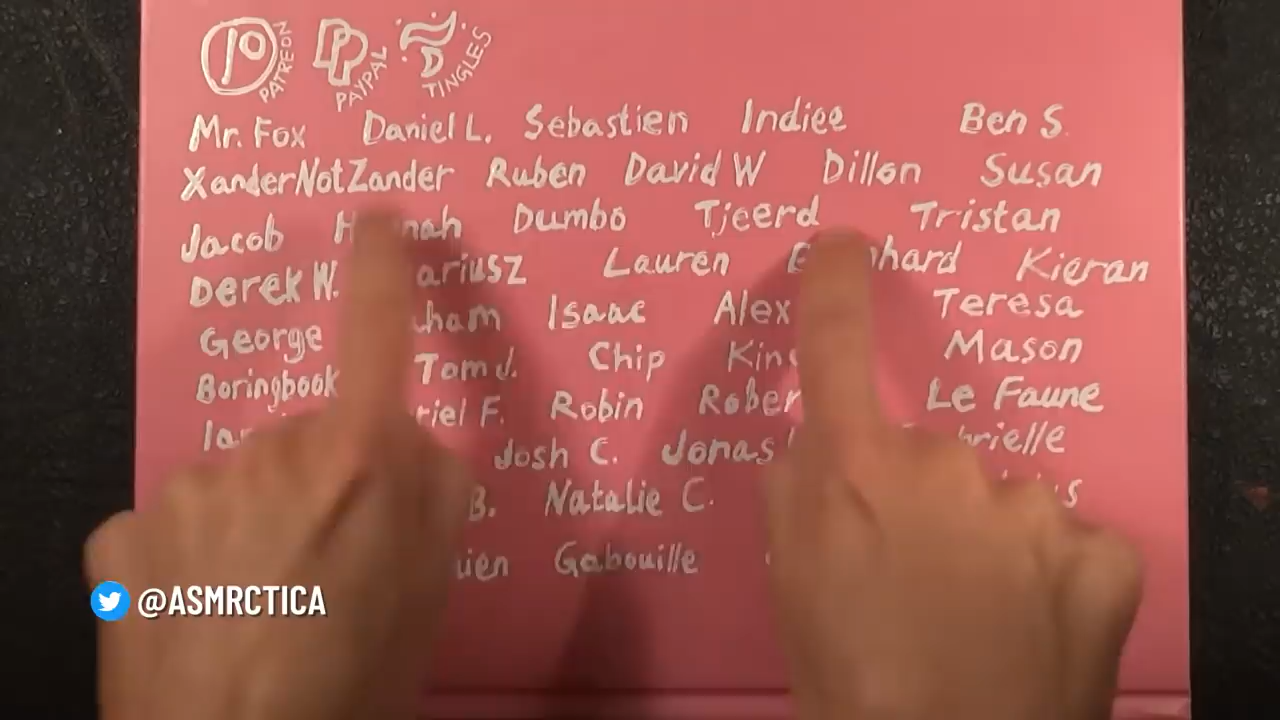 PATREON PAYPAL TINGLES
Mr. Fox Daniel L. Sebastien Indiee Ben S.
XanderNotZander Ruben David W Dillon Susan
Jacob Dumbo Tjeerd Tristan
Derek W. Lauren Kieran
George Isaac Alex Teresa
Boringbook Tom J. Chip Mason
F. Robin Le Faune
Josh C. Jonas
B. Natalie C.
Gabouille
@ASMRCTICA